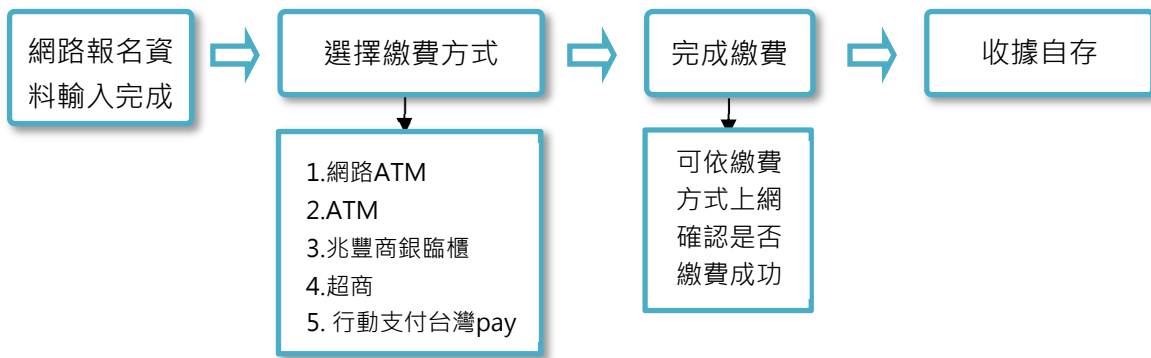 網路報名資
料輸入完成
選擇繳費方式
完成繳費
收據自存
1.網路ATM
2.ATM
3.兆豐商銀臨櫃
4.超商
5. 行動支付台灣pay
可依繳費
方式上網
確認是否
繳費成功